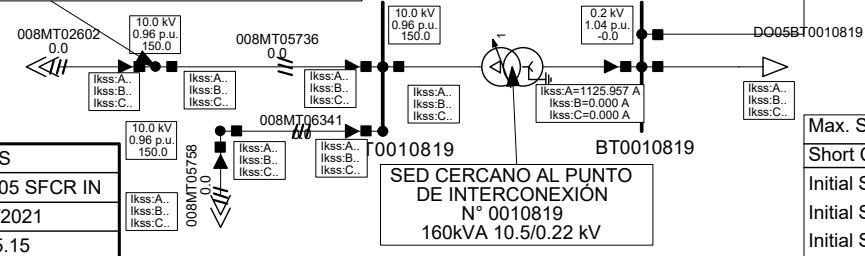 10.0 kV
0.96 p.u.
150.0
10.0 kV
0.96 p.u.
150.0
0.2 kV
1.04 p.u.
-0.0
008MT02602
0.0
008MT05736
0.0
1
DO05BT0010819
Ikss:A..
Ikss:B..
Ikss:C..
Ikss:A..
Ikss:B..
Ikss:C..
Ikss:A..
Ikss:B..
Ikss:C..
Ikss:A..
Ikss:B..
Ikss:C..
Ikss:A=1125.957 A
Ikss:B=0.000 A
Ikss:C=0.000 A
Ikss:A..
Ikss:B..
Ikss:C..
10.0 kV
0.96 p.u.
150.0
008MT06341
0.0
Ikss:A..
Ikss:B..
Ikss:C..
Ikss:A..
Ikss:B..
Ikss:C..
T0010819
BT0010819
008MT05758
0.0
Ikss:A..
Ikss:B..
Ikss:C..
SED CERCANO AL PUNTO
DE INTERCONEXIÓN
N° 0010819
160kVA 10.5/0.22 kV
S
05 SFCR IN
2021
5.15
Max. S
Short C
Initial S
Initial S
Initial S